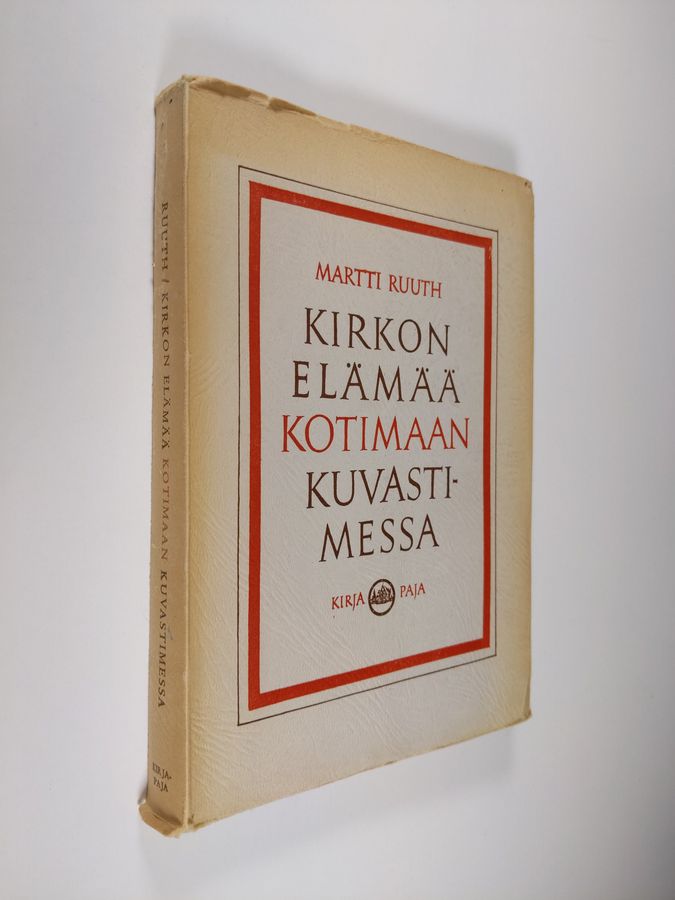 MARTTI RUUTH
KIRKON
ELÄMÄÄ
KOTIMAAN
KUVASTI-
MESSA
KIRJA PAJA
RUUTH / KIRKON ELÄMÄÄ KOTIMAAN KUVASTIMESSA
KIRJA-
PAJA